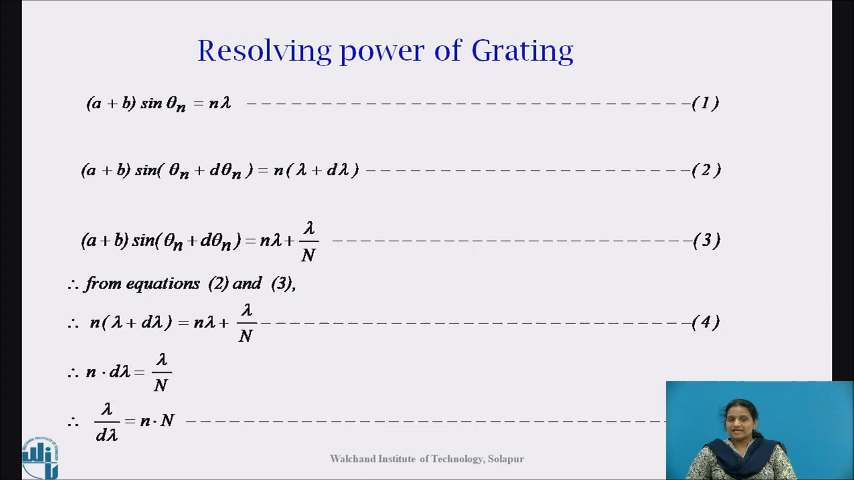 Resolving power of Grating
(a + b) sin θn = nλ ------------------------------(1)
(a + b) sin( θn + dθn ) = n ( λ + dλ ) ------------------------(2)
(a + b) sin(θn + dθn ) = nλ + λ/N ---------------------------(3)
∴ from equations (2) and (3),
∴ n ( λ + dλ ) = nλ + λ/N --------------------------------(4)
∴ n · dλ = λ/N
∴ λ/dλ = n · N ---------------------------------
Walchand Institute of Technology, Solapur